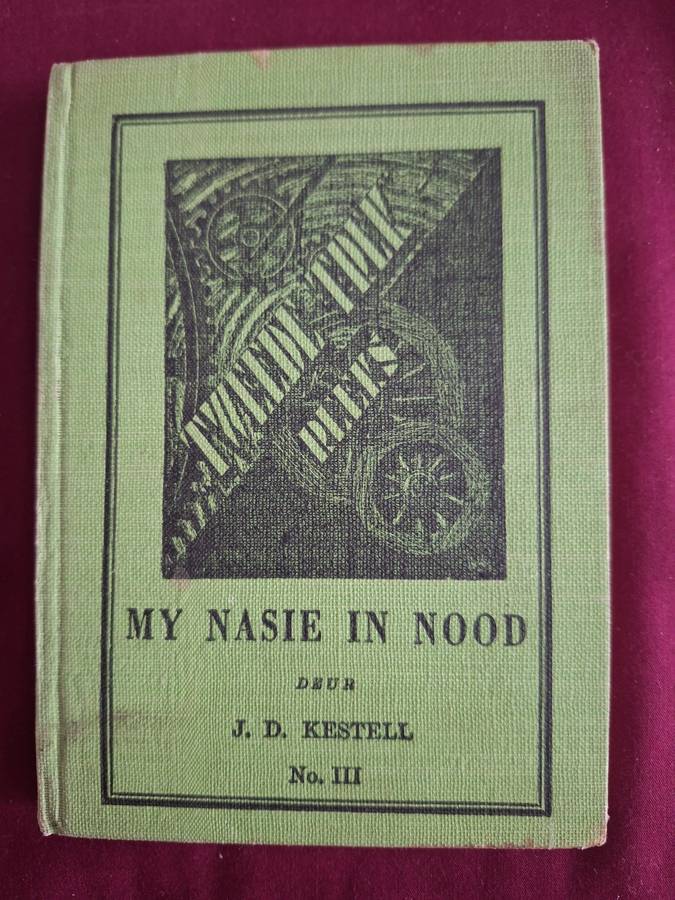 TWEEDE TREK
REEKS
MY NASIE IN NOOD
DEUR
J. D. KESTELL
No. III